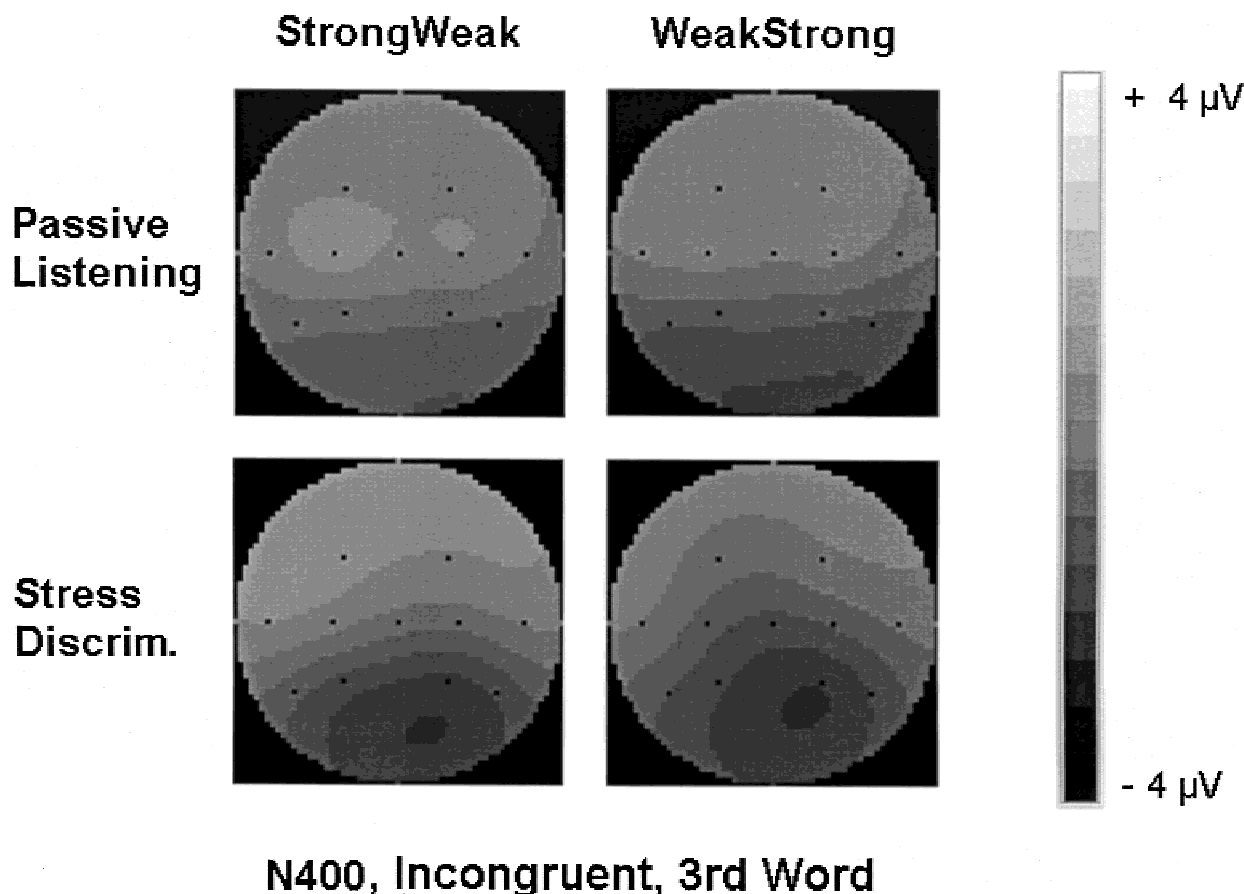 StrongWeak WeakStrong
+ 4 µV
Passive
Listening
Stress
Discrim.
- 4 µV
N400, Incongruent, 3rd Word